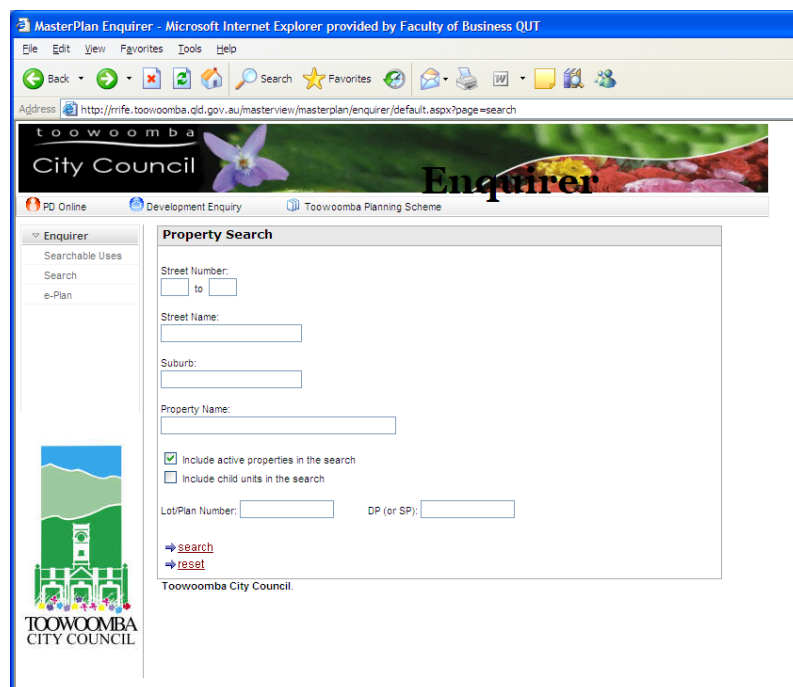 MasterPlan Enquirer - Microsoft Internet Explorer provided by Faculty of Business QUT
File Edit View Favorites Tools Help
Back Search Favorites
Address http://rrife.toowoomba.qld.gov.au/masterview/masterplan/enquirer/default.aspx?page=search
toowoomba
City Council
Enquirer
PD Online Development Enquiry Toowoomba Planning Scheme
Enquirer
Searchable Uses
Search
e-Plan
Property Search
Street Number:
to
Street Name:
Suburb:
Property Name:
Include active properties in the search
Include child units in the search
Lot/Plan Number: DP (or SP):
search
reset
Toowoomba City Council.
TOOWOOMBA
CITY COUNCIL